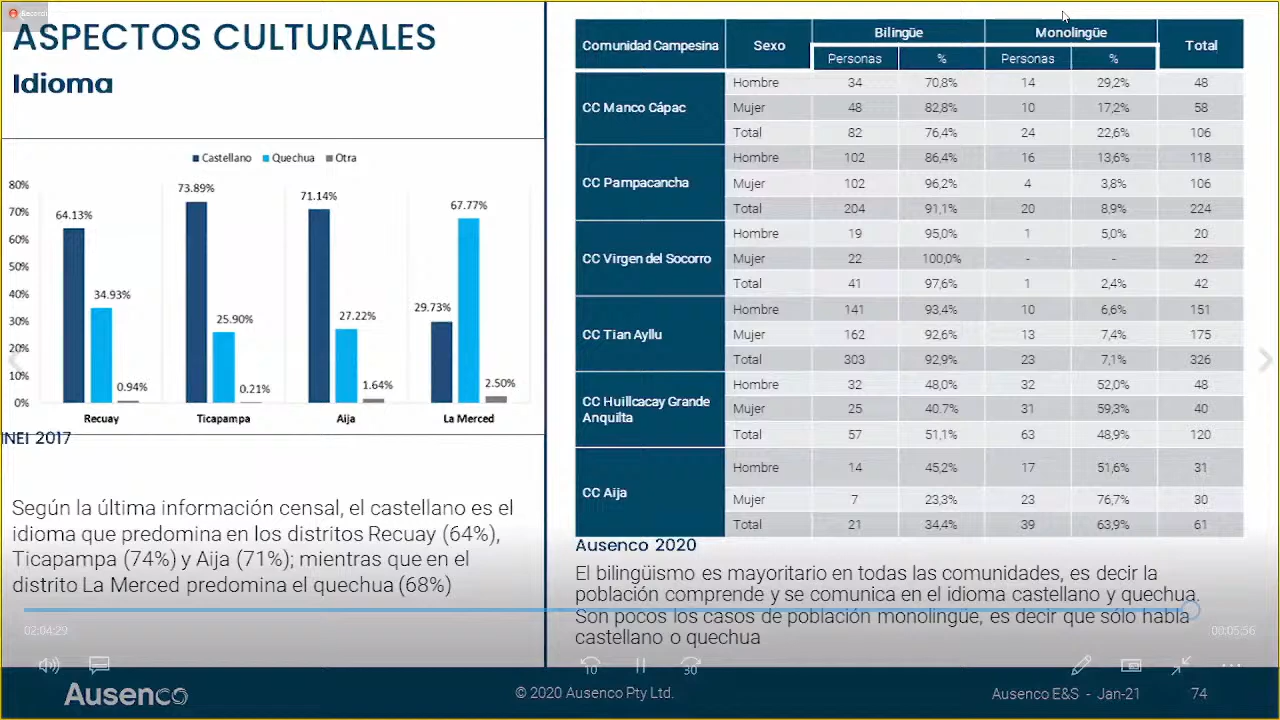 ASPECTOS CULTURALES
Idioma
Castellano Quechua Otra
80%
70%
60%
50%
40%
30%
20%
10%
0%
64.13% 34.93% 0.94%
73.89% 25.90% 0.21%
71.14% 27.22% 1.64%
29.73% 67.77% 2.50%
Recuay Ticapampa Aija La Merced
INEI 2017
Según la última información censal, el castellano es el
idioma que predomina en los distritos Recuay (64%),
Ticapampa (74%) y Aija (71%); mientras que en el
distrito La Merced predomina el quechua (68%)
Comunidad Campesina Sexo Bilingüe Monolingüe Total
Personas % Personas %
CC Manco Cápac
Hombre 34 70,8% 14 29,2% 48
Mujer 48 82,8% 10 17,2% 58
Total 82 76,4% 24 22,6% 106
CC Pampacancha
Hombre 102 86,4% 16 13,6% 118
Mujer 102 96,2% 4 3,8% 106
Total 204 91,1% 20 8,9% 224
CC Virgen del Socorro
Hombre 19 95,0% 1 5,0% 20
Mujer 22 100,0% - - 22
Total 41 97,6% 1 2,4% 42
CC Tian Ayllu
Hombre 141 93,4% 10 6,6% 151
Mujer 162 92,6% 13 7,4% 175
Total 303 92,9% 23 7,1% 326
CC Huillcacay Grande
Anquilta
Hombre 32 48,0% 32 52,0% 48
Mujer 25 40.7% 31 59,3% 40
Total 57 51,1% 63 48,9% 120
CC Aija
Hombre 14 45,2% 17 51,6% 31
Mujer 7 23,3% 23 76,7% 30
Total 21 34,4% 39 63,9% 61
Ausenco 2020
El bilingüismo es mayoritario en todas las comunidades, es decir la
población comprende y se comunica en el idioma castellano y quechua.
Son pocos los casos de población monolingüe, es decir que sólo habla
castellano o quechua
02:04:29
00:05:56
10 30
Ausenco
© 2020 Ausenco Pty Ltd.
Ausenco E&S - Jan-21 74